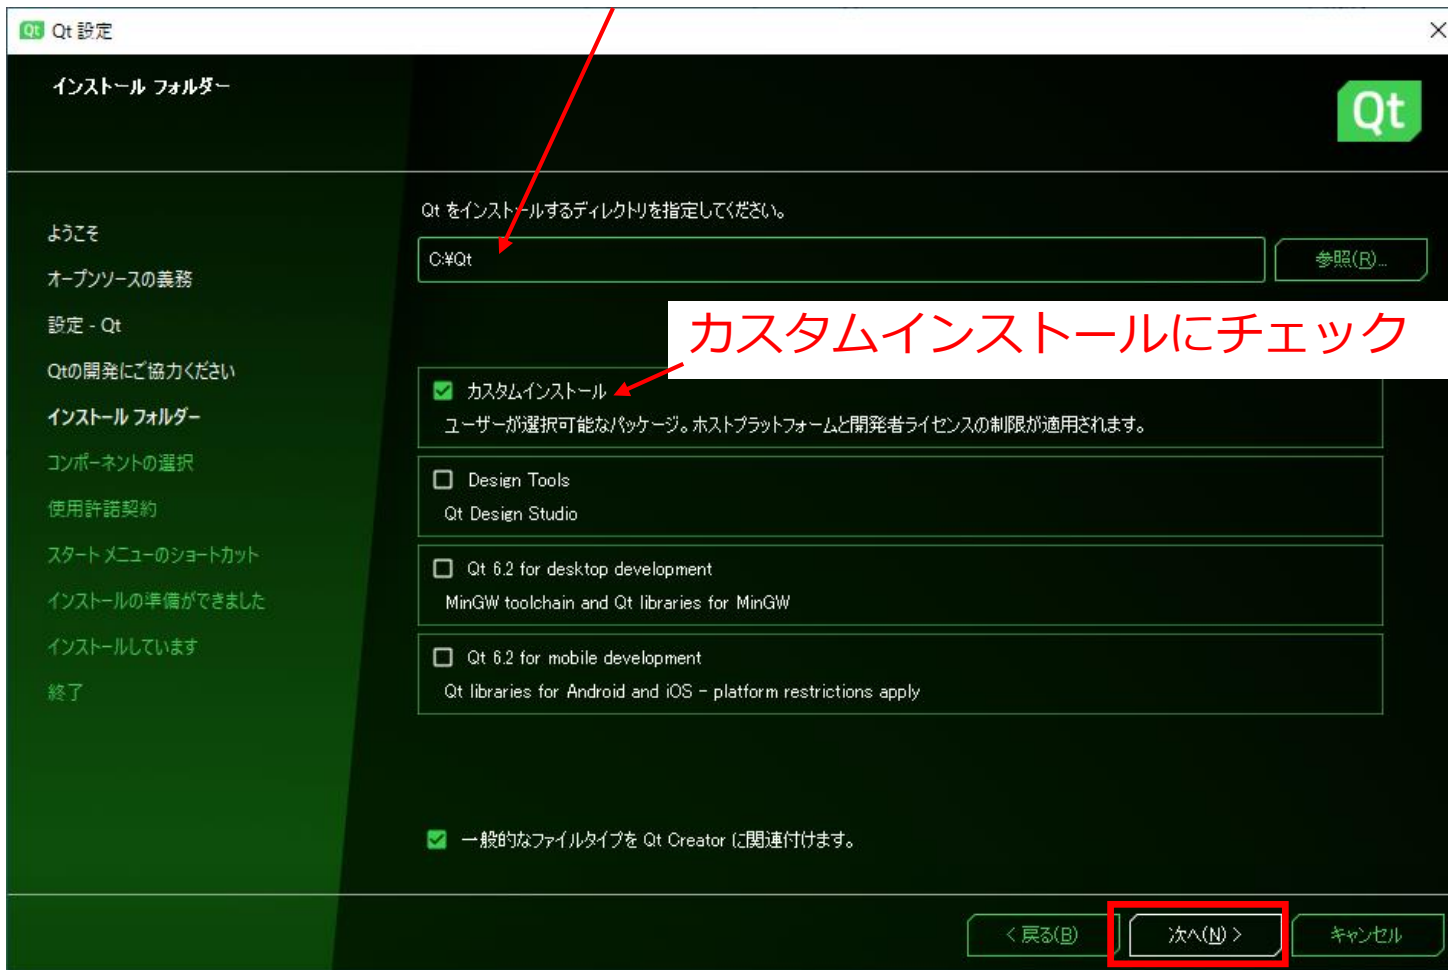 Qt Qt 設定
インストール フォルダー
Qt
Qt をインストールするディレクトリを指定してください。
C:¥Qt
参照(R)...
カスタムインストールにチェック
ようこそ
オープンソースの義務
設定 - Qt
Qtの開発にご協力ください
インストール フォルダー
コンポーネントの選択
使用許諾契約
スタート メニューのショートカット
インストールの準備ができました
インストールしています
終了
カスタムインストール
ユーザーが選択可能なパッケージ。ホストプラットフォームと開発者ライセンスの制限が適用されます。
Design Tools
Qt Design Studio
Qt 6.2 for desktop development
MinGW toolchain and Qt libraries for MinGW
Qt 6.2 for mobile development
Qt libraries for Android and iOS - platform restrictions apply
一般的なファイルタイプを Qt Creator に関連付けます。
< 戻る(B)
次へ(N) >
キャンセル